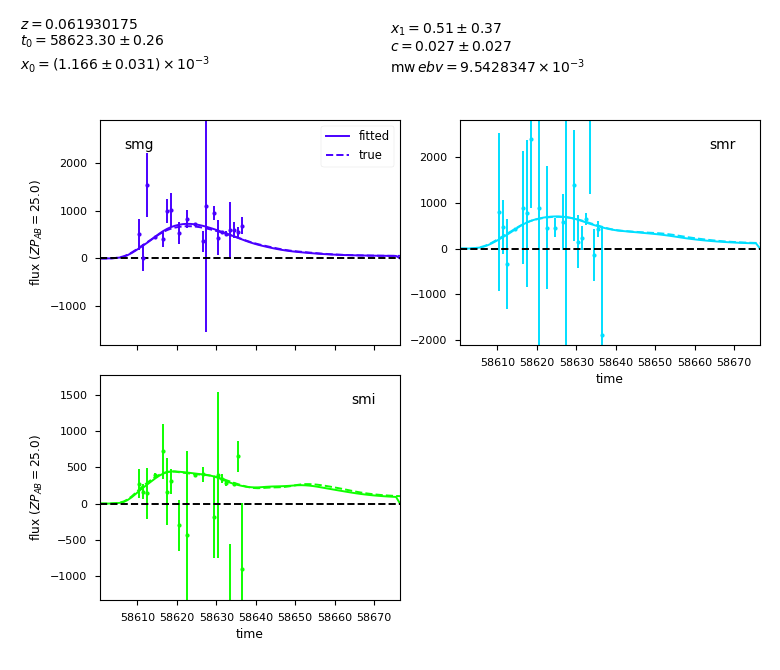 z = 0.061930175
t₀ = 58623.30 ± 0.26
x₀ = (1.166 ± 0.031) × 10⁻³
x₁ = 0.51 ± 0.37
c = 0.027 ± 0.027
mw ebv = 9.5428347 × 10⁻³
smg
fitted
true
2000
1000
0
−1000
flux (ZP_AB = 25.0)
smr
2000
1000
0
−1000
−2000
58610 58620 58630 58640 58650 58660 58670
time
smi
1500
1000
500
0
−500
−1000
flux (ZP_AB = 25.0)
58610 58620 58630 58640 58650 58660 58670
time